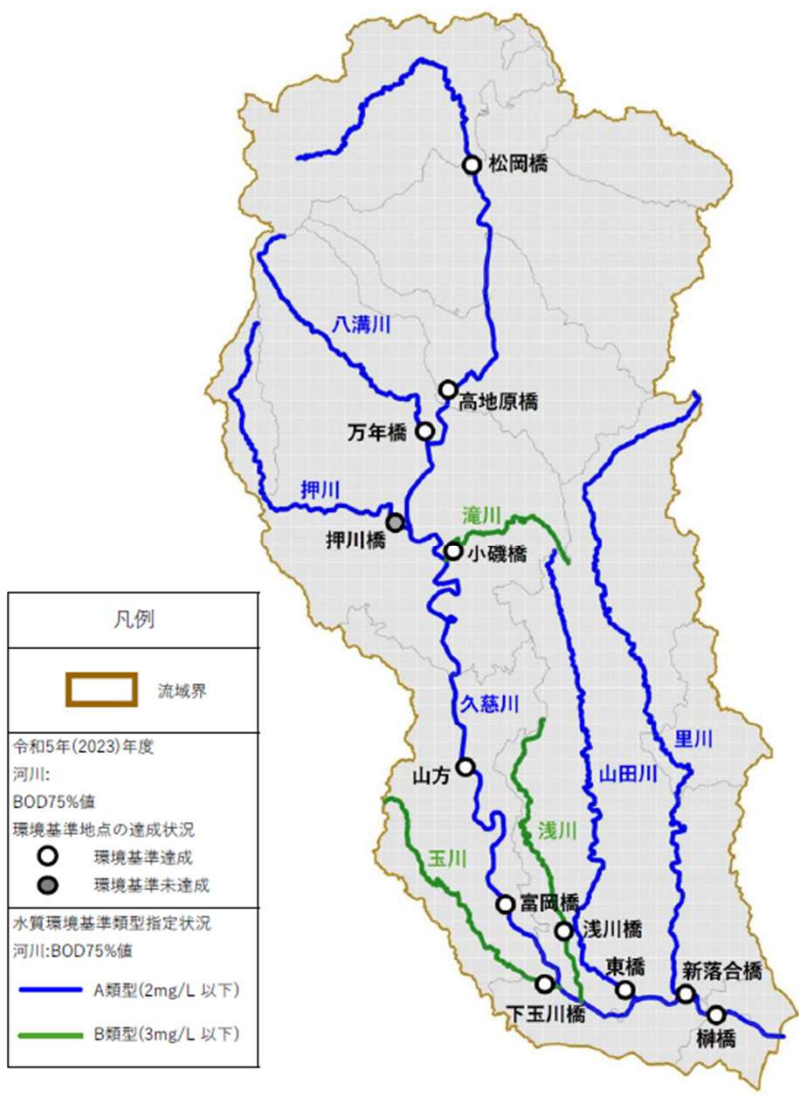 松岡橋
八溝川
高地原橋
万年橋
押川
滝川
押川橋
小磯橋
久慈川
里川
山方
山田川
浅川
玉川
富岡橋
浅川橋
東橋
新落合橋
下玉川橋
榊橋
凡例
流域界
令和5年(2023)年度
河川:
BOD75%値
環境基準地点の達成状況
環境基準達成
環境基準未達成
水質環境基準類型指定状況
河川:BOD75%値
A類型(2mg/L 以下)
B類型(3mg/L 以下)